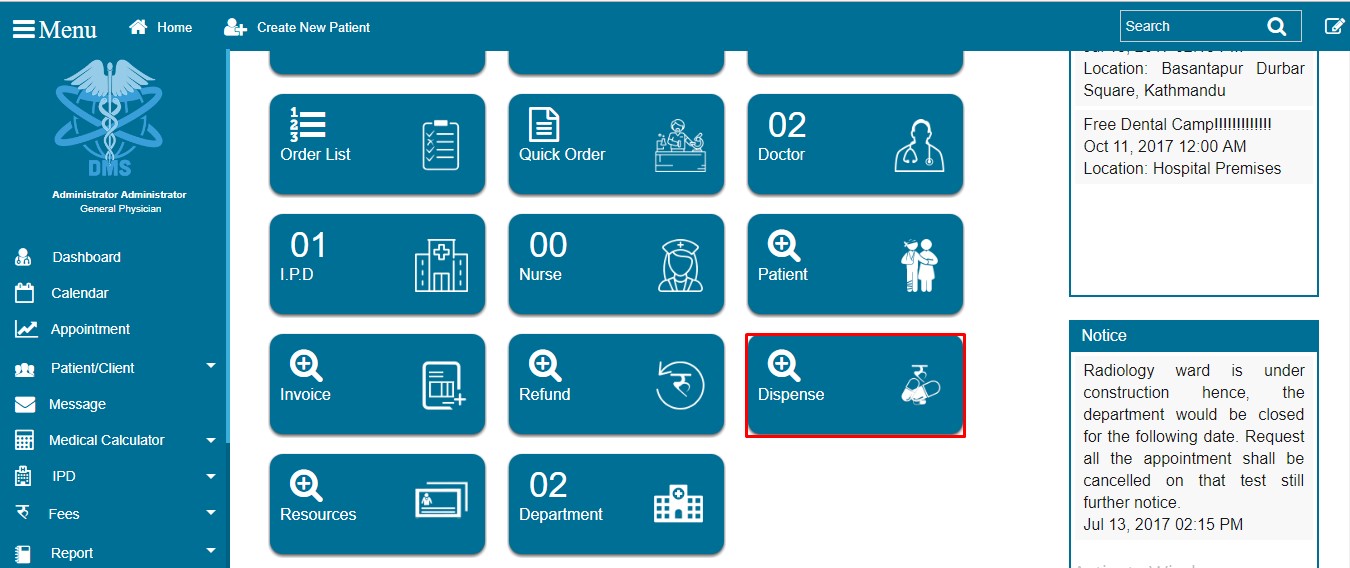 Menu
Home
Create New Patient
Search
DMS
Administrator Administrator
General Physician
Dashboard
Calendar
Appointment
Patient/Client
Message
Medical Calculator
IPD
Fees
Report
1
2
3
Order List
Quick Order
02
Doctor
01
I.P.D
00
Nurse
Patient
Invoice
Refund
Dispense
Resources
02
Department
Location: Basantapur Durbar
Square, Kathmandu
Free Dental Camp!!!!!!!!!!!!!
Oct 11, 2017 12:00 AM
Location: Hospital Premises
Notice
Radiology ward is under
construction hence, the
department would be closed
for the following date. Request
all the appointment shall be
cancelled on that test still
further notice.
Jul 13, 2017 02:15 PM